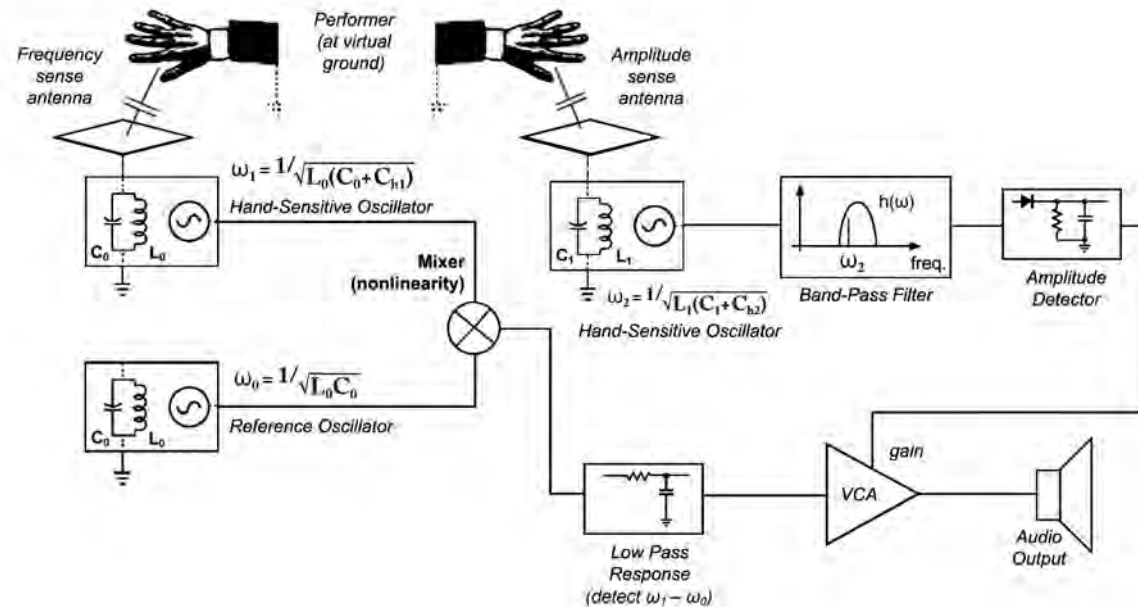 Performer
(at virtual
ground)
Frequency
sense
antenna
Amplitude
sense
antenna
ω₁ = 1/√L₀(C₀+Cₕ₁)
Hand-Sensitive Oscillator
C₀ L₀
Mixer
(nonlinearity)
C₁ L₁
ω₂ = 1/√L₁(C₁+Cₕ₂)
Hand-Sensitive Oscillator
h(ω)
ω₂ freq.
Band-Pass Filter
Amplitude
Detector
ω₀ = 1/√L₀C₀
Reference Oscillator
C₀ L₀
gain
VCA
Audio
Output
Low Pass
Response
(detect ω₁ – ω₀)